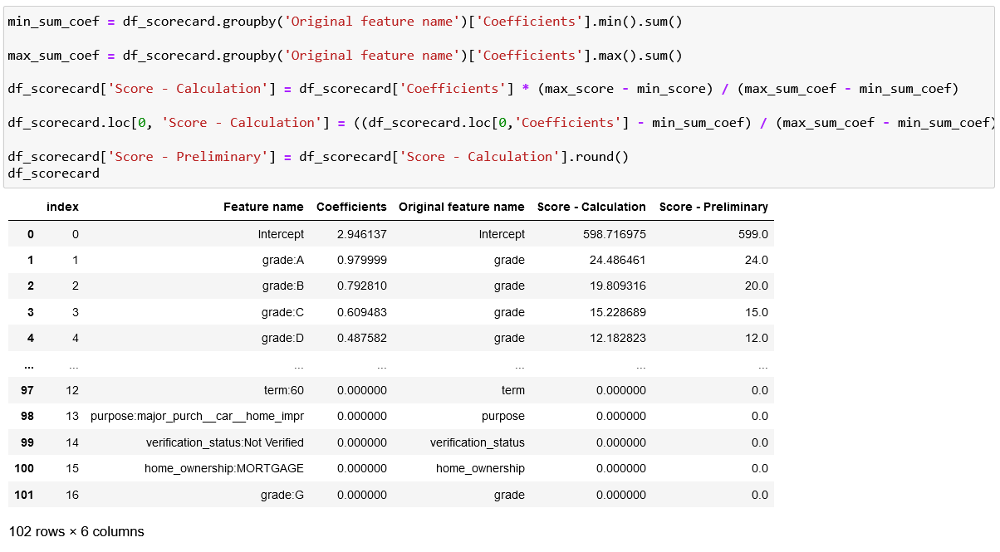 min_sum_coef = df_scorecard.groupby('Original feature name')['Coefficients'].min().sum()
max_sum_coef = df_scorecard.groupby('Original feature name')['Coefficients'].max().sum()
df_scorecard['Score - Calculation'] = df_scorecard['Coefficients'] * (max_score - min_score) / (max_sum_coef - min_sum_coef)
df_scorecard.loc[0, 'Score - Calculation'] = ((df_scorecard.loc[0,'Coefficients'] - min_sum_coef) / (max_sum_coef - min_sum_coef)
df_scorecard['Score - Preliminary'] = df_scorecard['Score - Calculation'].round()
df_scorecard
index Feature name Coefficients Original feature name Score - Calculation Score - Preliminary
0 0 Intercept 2.946137 Intercept 598.716975 599.0
1 1 grade:A 0.979999 grade 24.486461 24.0
2 2 grade:B 0.792810 grade 19.809316 20.0
3 3 grade:C 0.609483 grade 15.228689 15.0
4 4 grade:D 0.487582 grade 12.182823 12.0
... ... ... ... ... ... ...
97 12 term:60 0.000000 term 0.000000 0.0
98 13 purpose:major_purch__car__home_impr 0.000000 purpose 0.000000 0.0
99 14 verification_status:Not Verified 0.000000 verification_status 0.000000 0.0
100 15 home_ownership:MORTGAGE 0.000000 home_ownership 0.000000 0.0
101 16 grade:G 0.000000 grade 0.000000 0.0
102 rows × 6 columns